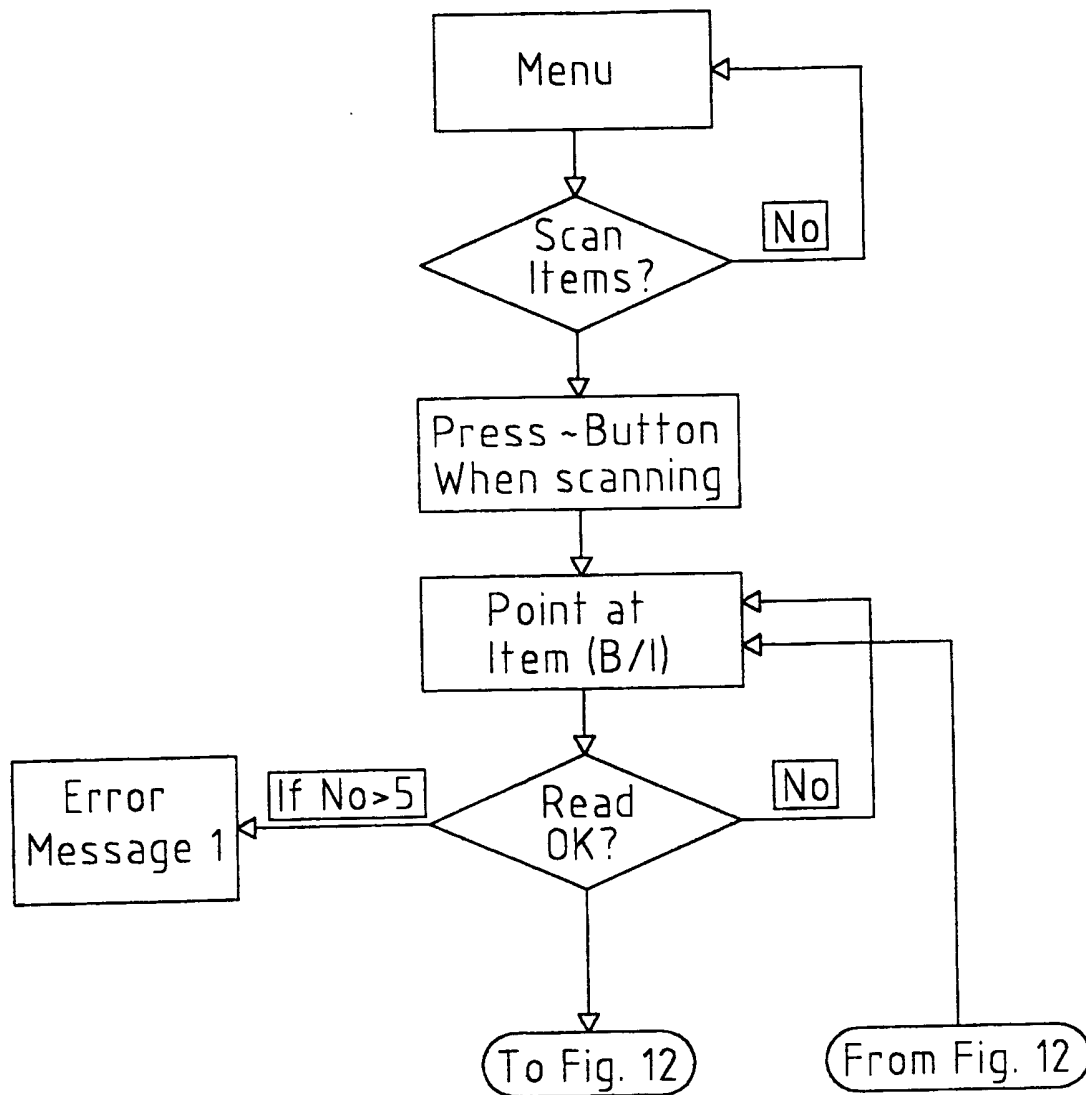 Menu
Scan
Items?
No
Press ~Button
When scanning
Point at
Item (B/I)
Error
Message 1
If No>5
Read
OK?
No
To Fig. 12
From Fig. 12